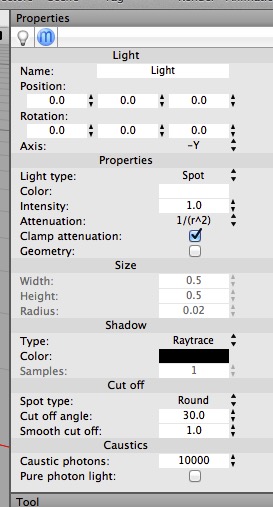 Properties
Light
Name: Light
Position:
0.0 0.0 0.0
Rotation:
0.0 0.0 0.0
Axis: -Y
Properties
Light type: Spot
Color:
Intensity: 1.0
Attenuation: 1/(r^2)
Clamp attenuation:
Geometry:
Size
Width: 0.5
Height: 0.5
Radius: 0.02
Shadow
Type: Raytrace
Color:
Samples: 1
Cut off
Spot type: Round
Cut off angle: 30.0
Smooth cut off: 1.0
Caustics
Caustic photons: 10000
Pure photon light:
Tool